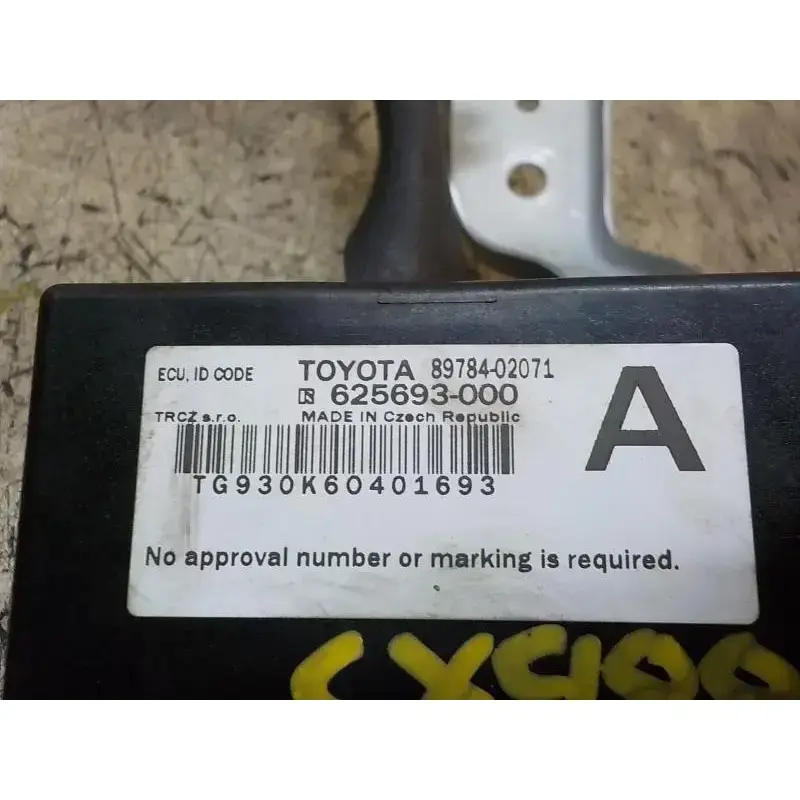 ECU, ID CODE TOYOTA 89784-02071
R 625693-000
A
TRCZ s.r.o. MADE IN Czech Republic
TG930K60401693
No approval number or marking is required.